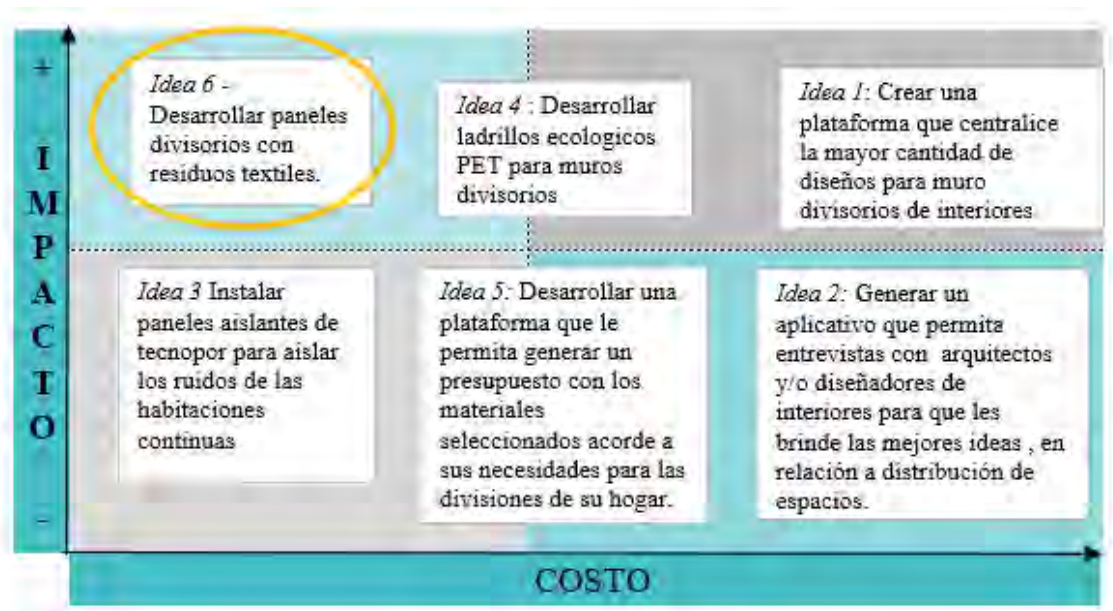 +
IMPACTO
-
Idea 6 -
Desarrollar paneles
divisorios con
residuos textiles.
Idea 4 : Desarrollar
ladrillos ecologicos
PET para muros
divisorios
Idea 1: Crear una
plataforma que centralice
la mayor cantidad de
diseños para muro
divisorios de interiores
Idea 3 Instalar
paneles aislantes de
tecnopor para aislar
los ruidos de las
habitaciones
continuas
Idea 5: Desarrollar una
plataforma que le
permita generar un
presupuesto con los
materiales
seleccionados acorde a
sus necesidades para las
divisiones de su hogar.
Idea 2: Generar un
aplicativo que permita
entrevistas con arquitectos
y/o diseñadores de
interiores para que les
brinde las mejores ideas , en
relación a distribución de
espacios.
COSTO